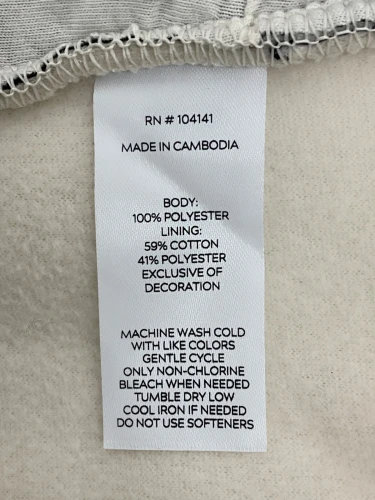 RN # 104141
MADE IN CAMBODIA
BODY:
100% POLYESTER
LINING:
59% COTTON
41% POLYESTER
EXCLUSIVE OF
DECORATION
MACHINE WASH COLD
WITH LIKE COLORS
GENTLE CYCLE
ONLY NON-CHLORINE
BLEACH WHEN NEEDED
TUMBLE DRY LOW
COOL IRON IF NEEDED
DO NOT USE SOFTENERS